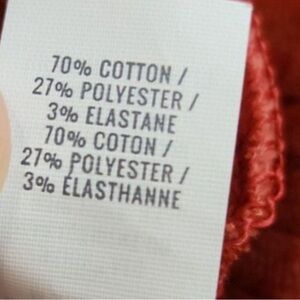 70% COTTON /
27% POLYESTER /
3% ELASTANE
70% COTON /
27% POLYESTER /
3% ÉLASTHANNE